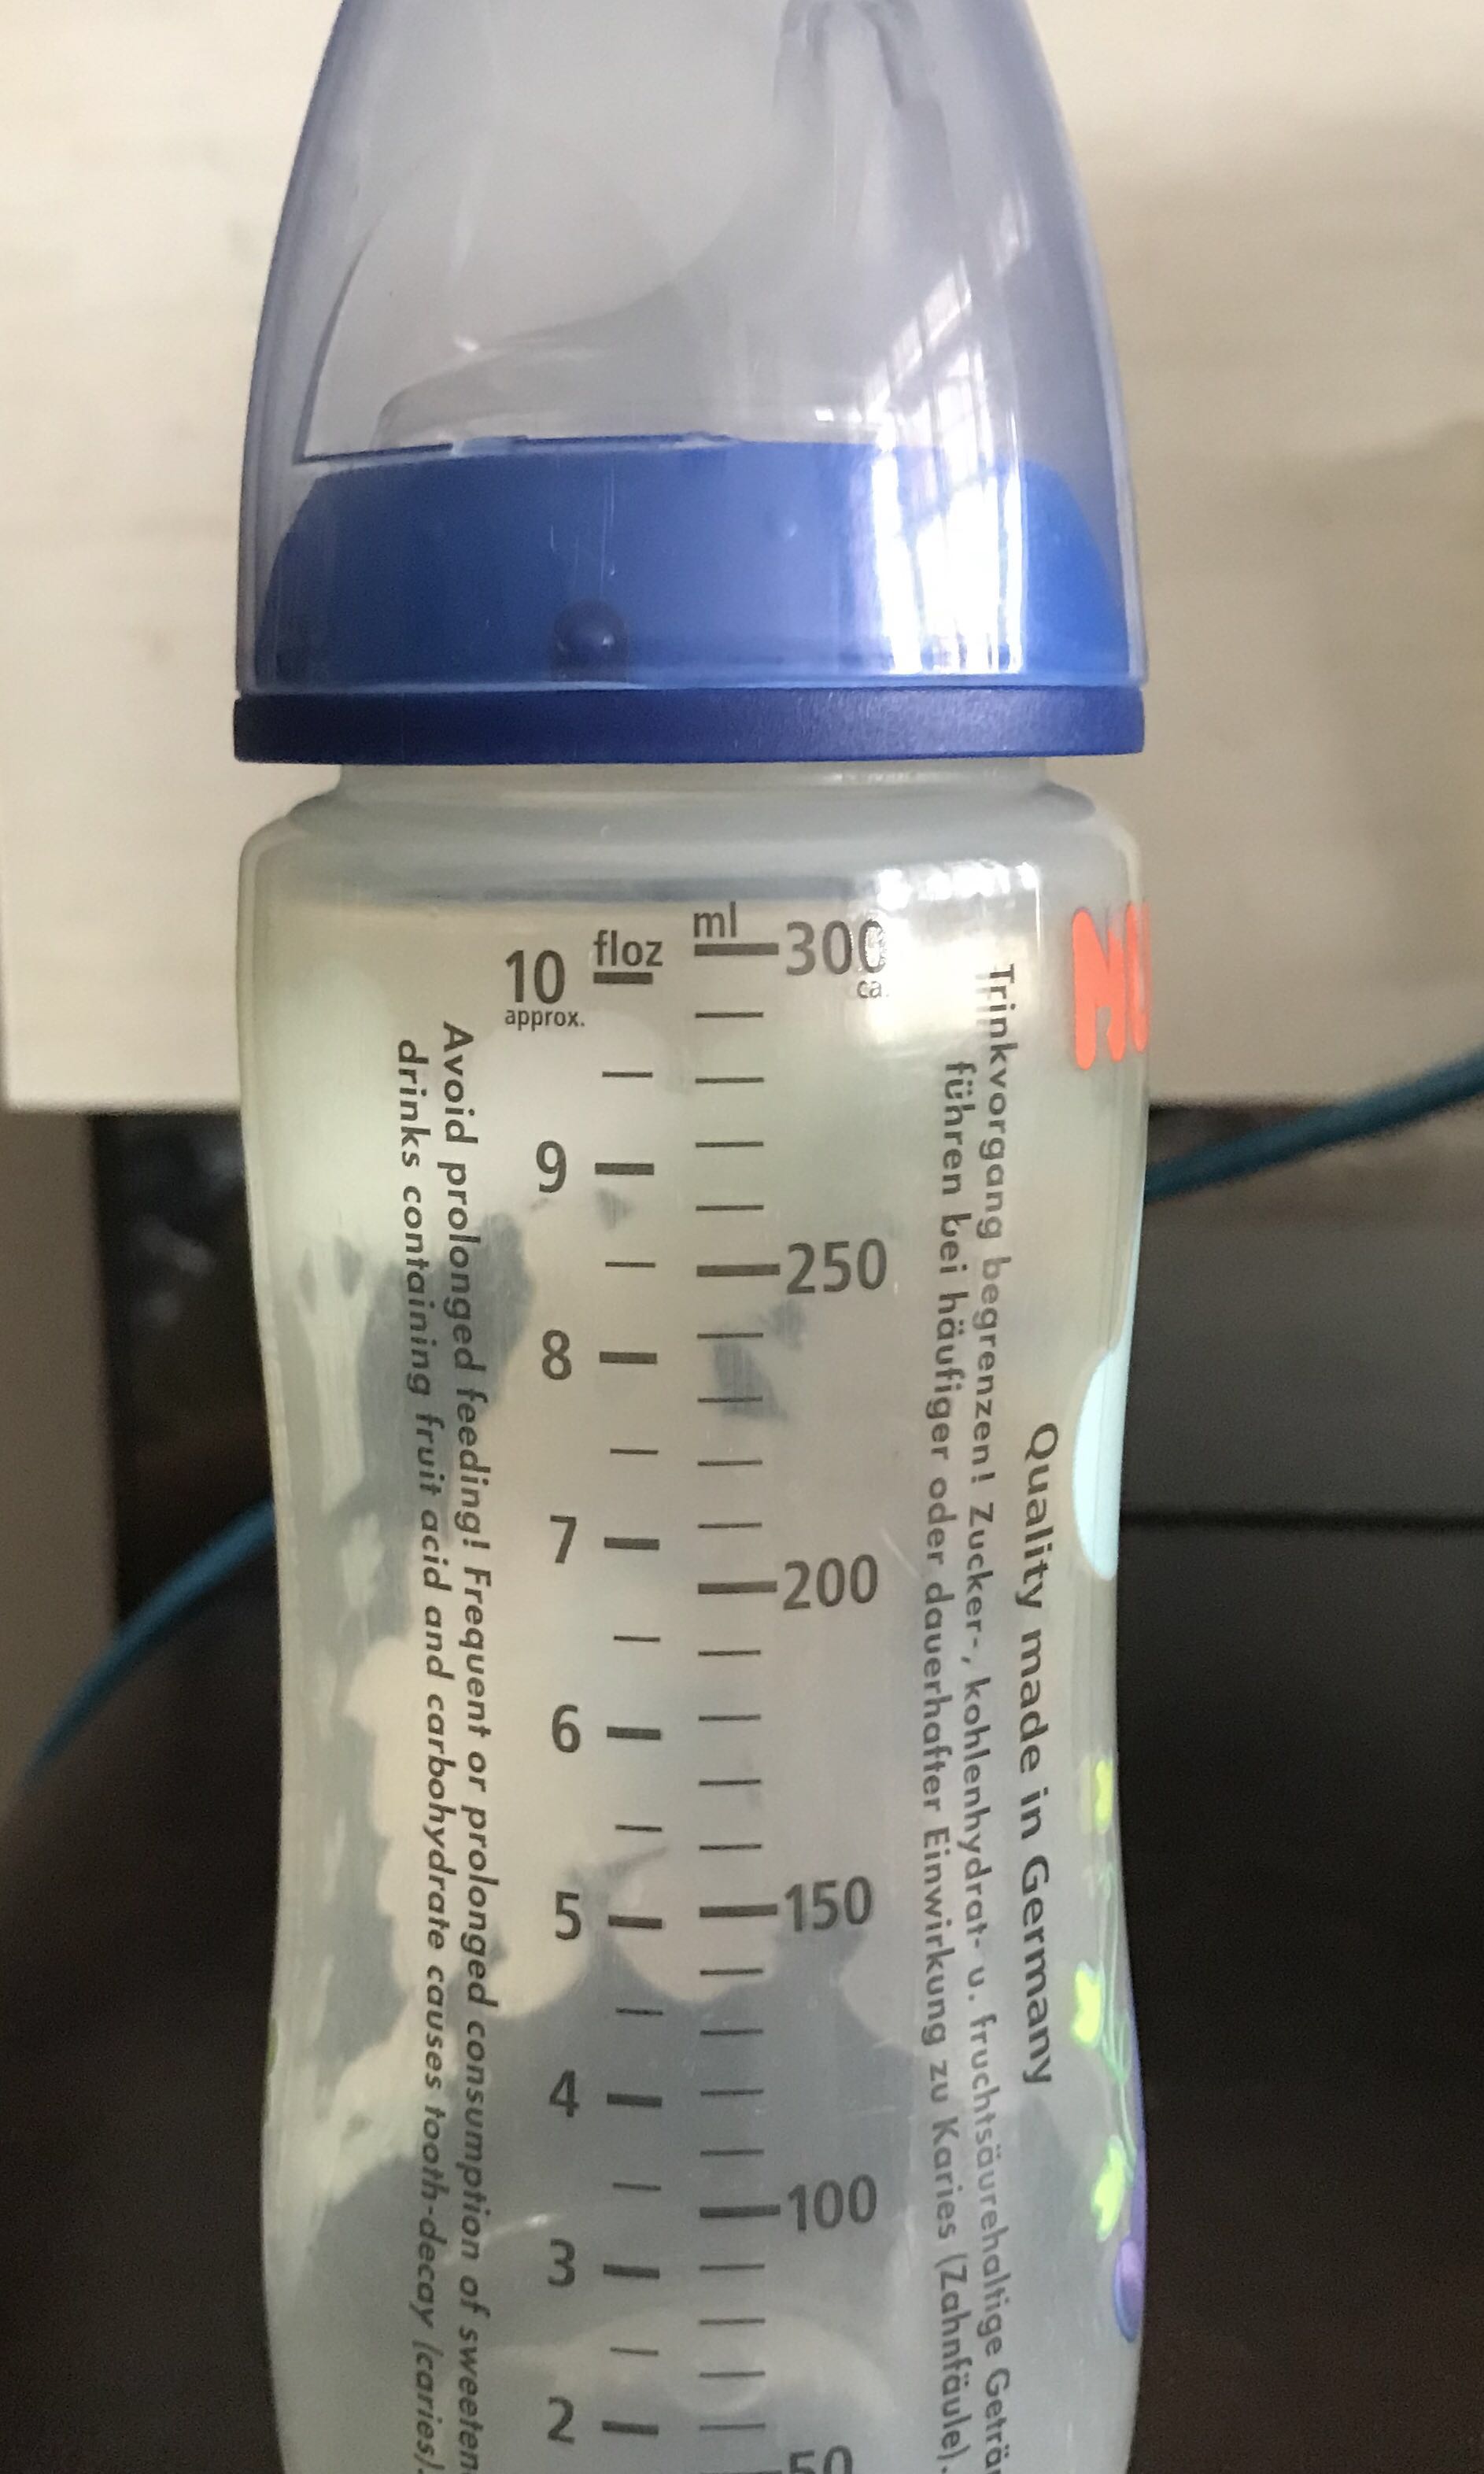 ml
300
ca.
floz
10
approx.
9
250
8
7
200
6
5
150
4
100
3
2
50
Avoid prolonged feeding! Frequent or prolonged consumption of
drinks containing fruit acid and carbohydrate causes tooth-decay (caries).
Quality made in Germany
Trinkvorgang begrenzen! Zucker-, kohlenhydrat- u. fruchtsäurehaltige
führen bei häufiger oder dauerhafter Einwirkung zu Karies (Zahnfäule).